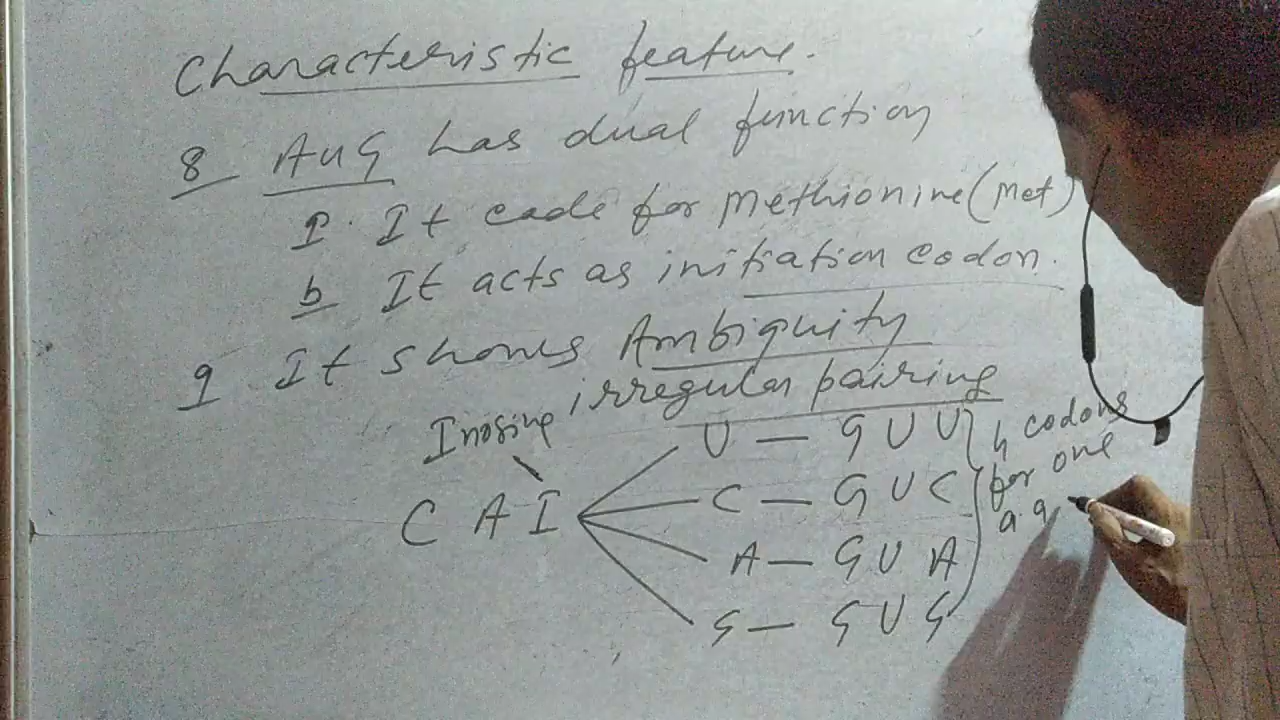 Characteristic feature.
8 AUG has dual function
1. It code for Methionine (Met)
b It acts as initiation codon.
9. It shows Ambiguity
irregular pairing
Inosine
C A I
U — G U U
C — G U C
A — G U A
G — G U G
4 codons
for one
a.a